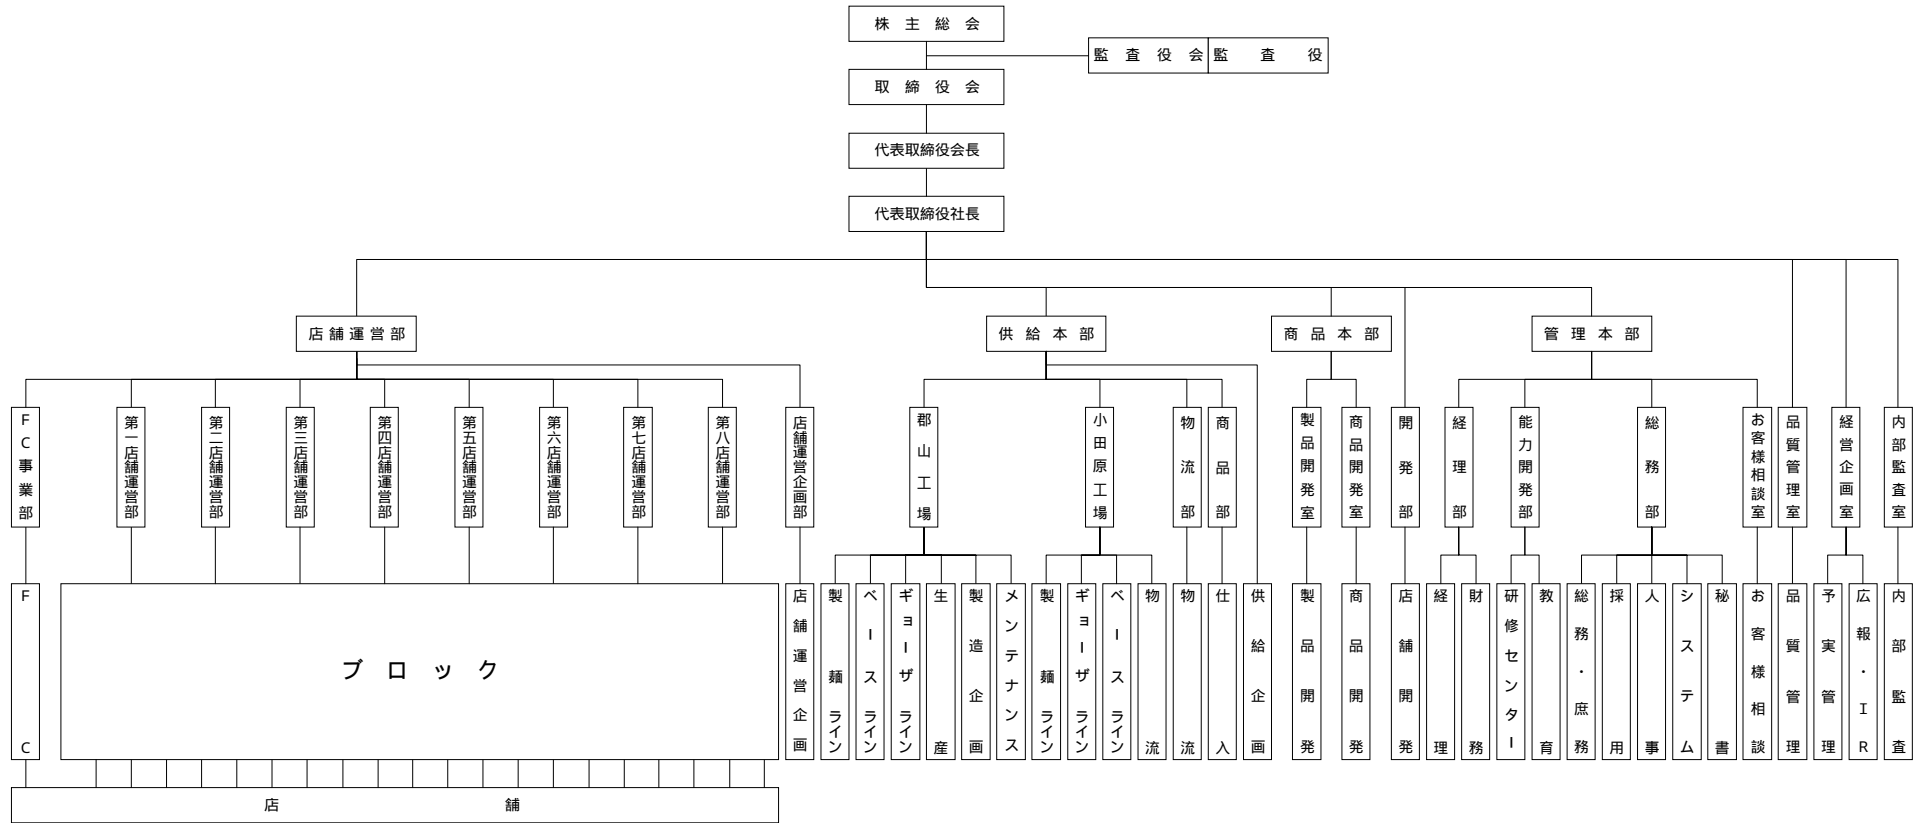 株主総会
監査役会 監査役
取締役会
代表取締役会長
代表取締役社長
店舗運営部
供給本部
商品本部
管理本部
FC事業部
第一店舗運営部
第二店舗運営部
第三店舗運営部
第四店舗運営部
第五店舗運営部
第六店舗運営部
第七店舗運営部
第八店舗運営部
店舗運営企画部
郡山工場
小田原工場
物流部
商品部
製品開発室
商品開発室
開発部
経理部
能力開発部
総務部
お客様相談室
品質管理室
経営企画室
内部監査室
FC
ブロック
店舗運営企画
製麺ライン
ベースライン
ギョーザライン
生産
製造企画
メンテナンス
製麺ライン
ギョーザライン
ベースライン
物流
物流
仕入
供給企画
製品開発
商品開発
店舗開発
経理
財務
研修センター
教育
総務・庶務
採用
人事
システム
秘書
お客様相談
品質管理
予実管理
広報・IR
内部監査
店舗